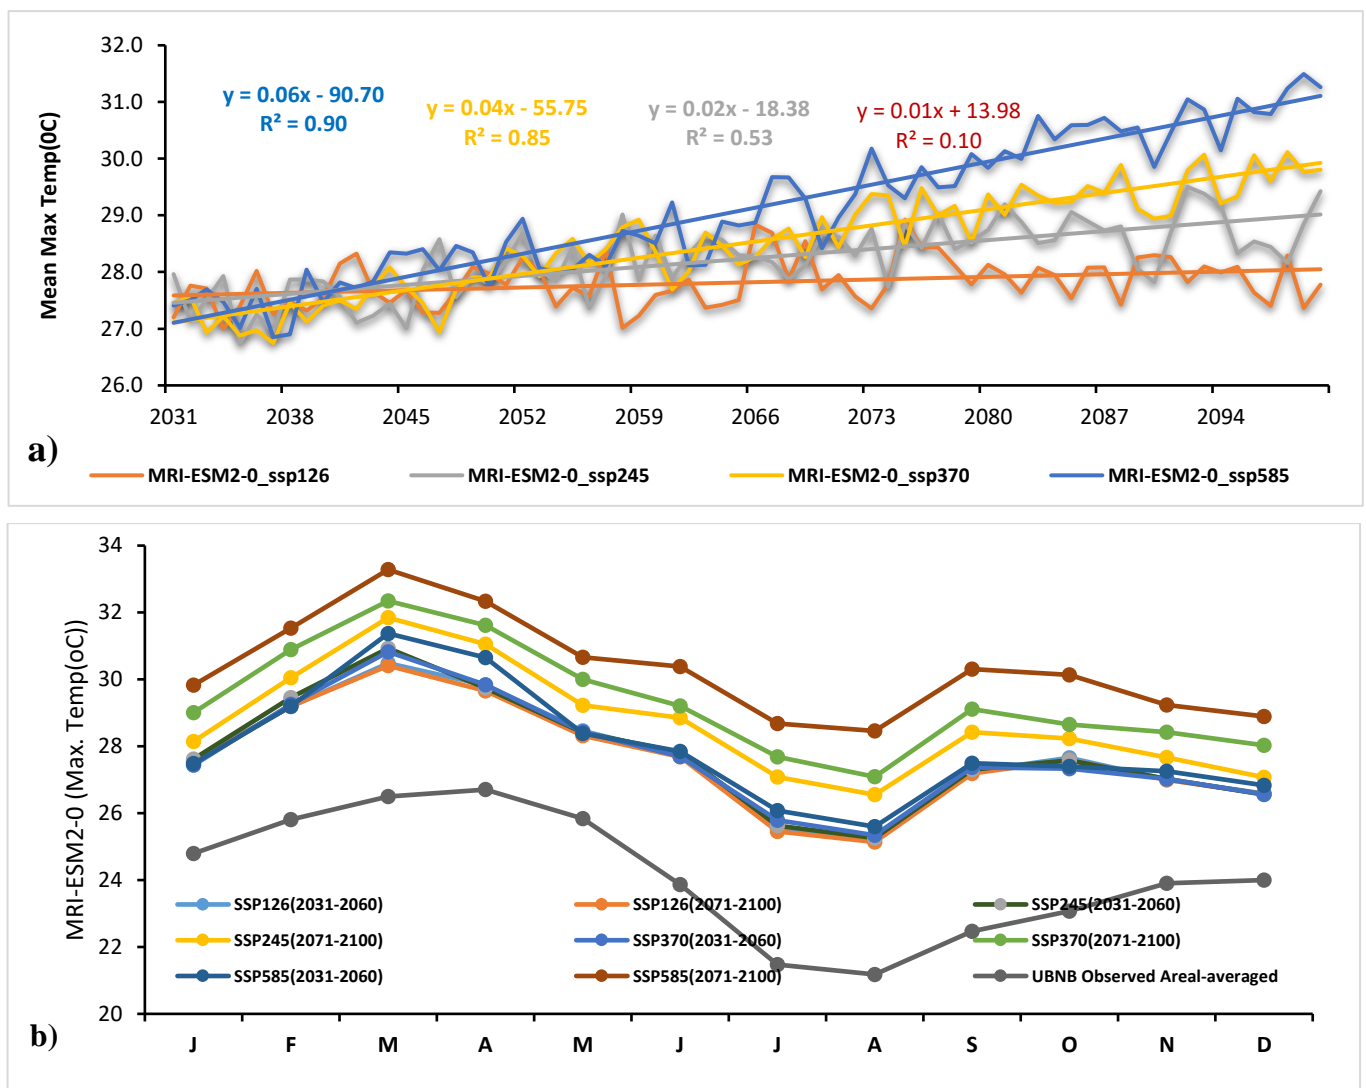 32.0
31.0
30.0
29.0
28.0
27.0
26.0
Mean Max Temp(0C)
y = 0.06x - 90.70
R² = 0.90
y = 0.04x - 55.75
R² = 0.85
y = 0.02x - 18.38
R² = 0.53
y = 0.01x + 13.98
R² = 0.10
2031 2038 2045 2052 2059 2066 2073 2080 2087 2094
a)
MRI-ESM2-0_ssp126 MRI-ESM2-0_ssp245 MRI-ESM2-0_ssp370 MRI-ESM2-0_ssp585
34
32
30
28
26
24
22
20
MRI-ESM2-0 (Max. Temp(oC))
SSP126(2031-2060) SSP126(2071-2100) SSP245(2031-2060)
SSP245(2071-2100) SSP370(2031-2060) SSP370(2071-2100)
SSP585(2031-2060) SSP585(2071-2100) UBNB Observed Areal-averaged
J F M A M J J A S O N D
b)